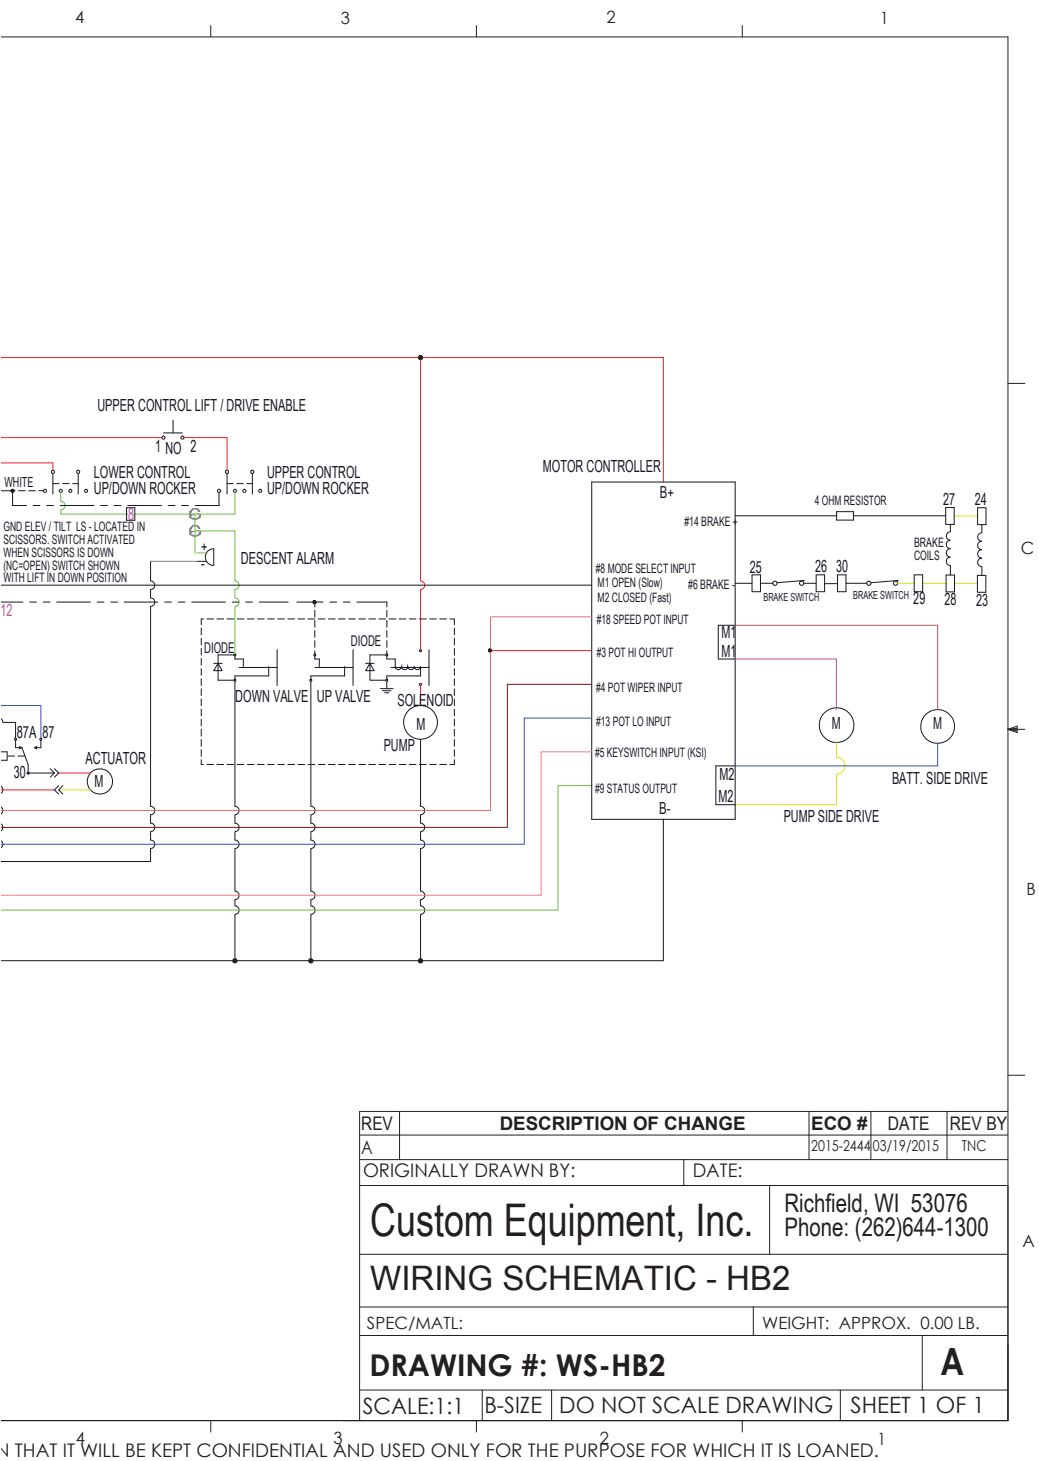 4 3 2 1
UPPER CONTROL LIFT / DRIVE ENABLE
1 NO 2
LOWER CONTROL
UP/DOWN ROCKER
UPPER CONTROL
UP/DOWN ROCKER
WHITE
8
GND ELEV / TILT LS - LOCATED IN
SCISSORS. SWITCH ACTIVATED
WHEN SCISSORS IS DOWN
(NC=OPEN) SWITCH SHOWN
WITH LIFT IN DOWN POSITION
+
-
DESCENT ALARM
12
MOTOR CONTROLLER
B+
#14 BRAKE +
#8 MODE SELECT INPUT
M1 OPEN (Slow)
M2 CLOSED (Fast)
#6 BRAKE -
#18 SPEED POT INPUT
#3 POT HI OUTPUT
#4 POT WIPER INPUT
#13 POT LO INPUT
#5 KEYSWITCH INPUT (KSI)
#9 STATUS OUTPUT
B-
M1
M1
M2
M2
4 OHM RESISTOR
27 24
BRAKE
COILS
25 26 30
BRAKE SWITCH
BRAKE SWITCH
29 28 23
C
DIODE
DIODE
DOWN VALVE
UP VALVE
SOLENOID
M
PUMP
M
M
BATT. SIDE DRIVE
PUMP SIDE DRIVE
87A 87
30
ACTUATOR
M
B
A
REV DESCRIPTION OF CHANGE ECO # DATE REV BY
A 2015-2444 03/19/2015 TNC
ORIGINALLY DRAWN BY: DATE:
Custom Equipment, Inc.
Richfield, WI 53076
Phone: (262)644-1300
WIRING SCHEMATIC - HB2
SPEC/MATL: WEIGHT: APPROX. 0.00 LB.
DRAWING #: WS-HB2 A
SCALE:1:1 B-SIZE DO NOT SCALE DRAWING SHEET 1 OF 1
4 3 2 1
THAT IT WILL BE KEPT CONFIDENTIAL AND USED ONLY FOR THE PURPOSE FOR WHICH IT IS LOANED.